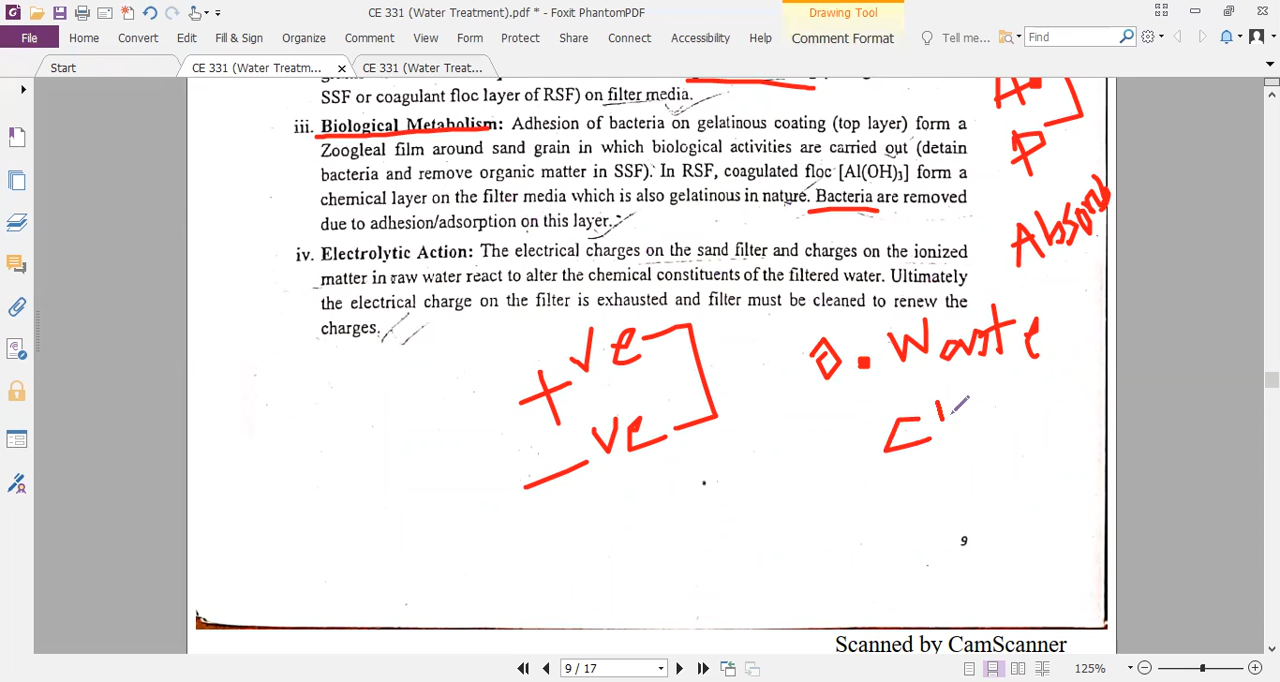 CE 331 (Water Treatment).pdf * - Foxit PhantomPDF
Drawing Tool
File Home Convert Edit Fill & Sign Organize Comment View Form Protect Share Connect Accessibility Help Comment Format Tell me... Find
Start CE 331 (Water Treatm... CE 331 (Water Treat...
SSF or coagulant floc layer of RSF) on filter media.
iii. Biological Metabolism: Adhesion of bacteria on gelatinous coating (top layer) form a
Zoogleal film around sand grain in which biological activities are carried out (detain
bacteria and remove organic matter in SSF). In RSF, coagulated floc [Al(OH)3] form a
chemical layer on the filter media which is also gelatinous in nature. Bacteria are removed
due to adhesion/adsorption on this layer.
iv. Electrolytic Action: The electrical charges on the sand filter and charges on the ionized
matter in raw water react to alter the chemical constituents of the filtered water. Ultimately
the electrical charge on the filter is exhausted and filter must be cleaned to renew the
charges.
P
Absorb
+ve
-ve
Waste
9
Scanned by CamScanner
9 / 17
125%